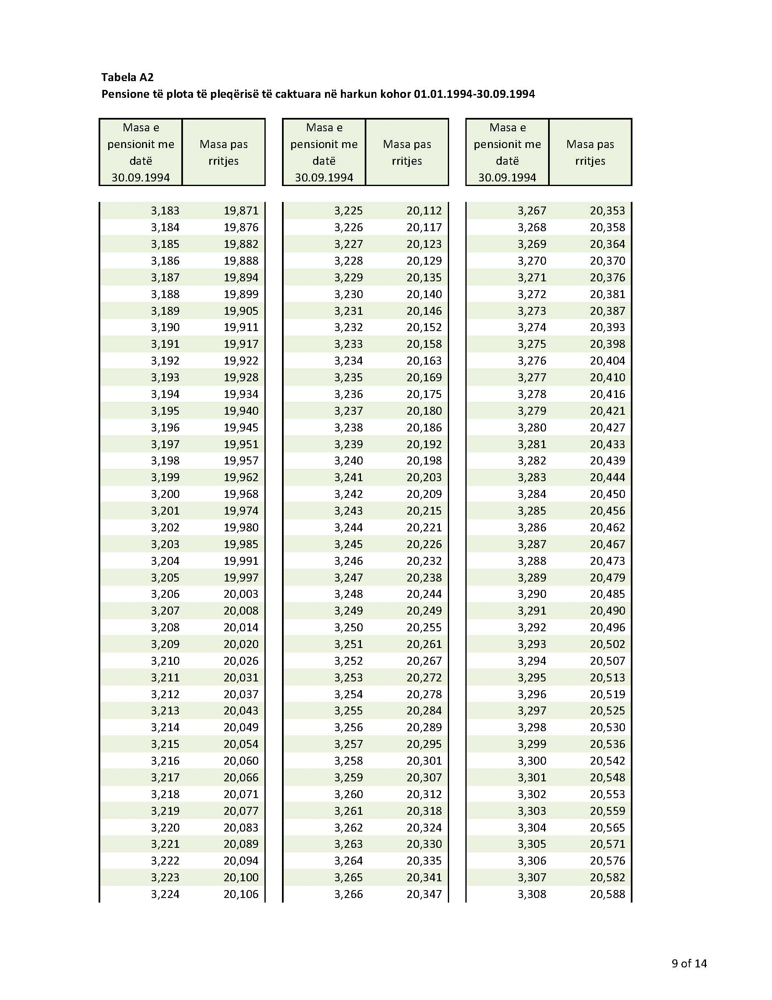 Tabela A2
Pensione të plota të pleqërisë të caktuara në harkun kohor 01.01.1994-30.09.1994
Masa e pensionit me datë 30.09.1994 Masa pas rritjes Masa e pensionit me datë 30.09.1994 Masa pas rritjes Masa e pensionit me datë 30.09.1994 Masa pas rritjes
3,183 19,871 3,225 20,112 3,267 20,353
3,184 19,876 3,226 20,117 3,268 20,358
3,185 19,882 3,227 20,123 3,269 20,364
3,186 19,888 3,228 20,129 3,270 20,370
3,187 19,894 3,229 20,135 3,271 20,376
3,188 19,899 3,230 20,140 3,272 20,381
3,189 19,905 3,231 20,146 3,273 20,387
3,190 19,911 3,232 20,152 3,274 20,393
3,191 19,917 3,233 20,158 3,275 20,398
3,192 19,922 3,234 20,163 3,276 20,404
3,193 19,928 3,235 20,169 3,277 20,410
3,194 19,934 3,236 20,175 3,278 20,416
3,195 19,940 3,237 20,180 3,279 20,421
3,196 19,945 3,238 20,186 3,280 20,427
3,197 19,951 3,239 20,192 3,281 20,433
3,198 19,957 3,240 20,198 3,282 20,439
3,199 19,962 3,241 20,203 3,283 20,444
3,200 19,968 3,242 20,209 3,284 20,450
3,201 19,974 3,243 20,215 3,285 20,456
3,202 19,980 3,244 20,221 3,286 20,462
3,203 19,985 3,245 20,226 3,287 20,467
3,204 19,991 3,246 20,232 3,288 20,473
3,205 19,997 3,247 20,238 3,289 20,479
3,206 20,003 3,248 20,244 3,290 20,485
3,207 20,008 3,249 20,249 3,291 20,490
3,208 20,014 3,250 20,255 3,292 20,496
3,209 20,020 3,251 20,261 3,293 20,502
3,210 20,026 3,252 20,267 3,294 20,507
3,211 20,031 3,253 20,272 3,295 20,513
3,212 20,037 3,254 20,278 3,296 20,519
3,213 20,043 3,255 20,284 3,297 20,525
3,214 20,049 3,256 20,289 3,298 20,530
3,215 20,054 3,257 20,295 3,299 20,536
3,216 20,060 3,258 20,301 3,300 20,542
3,217 20,066 3,259 20,307 3,301 20,548
3,218 20,071 3,260 20,312 3,302 20,553
3,219 20,077 3,261 20,318 3,303 20,559
3,220 20,083 3,262 20,324 3,304 20,565
3,221 20,089 3,263 20,330 3,305 20,571
3,222 20,094 3,264 20,335 3,306 20,576
3,223 20,100 3,265 20,341 3,307 20,582
3,224 20,106 3,266 20,347 3,308 20,588
9 of 14